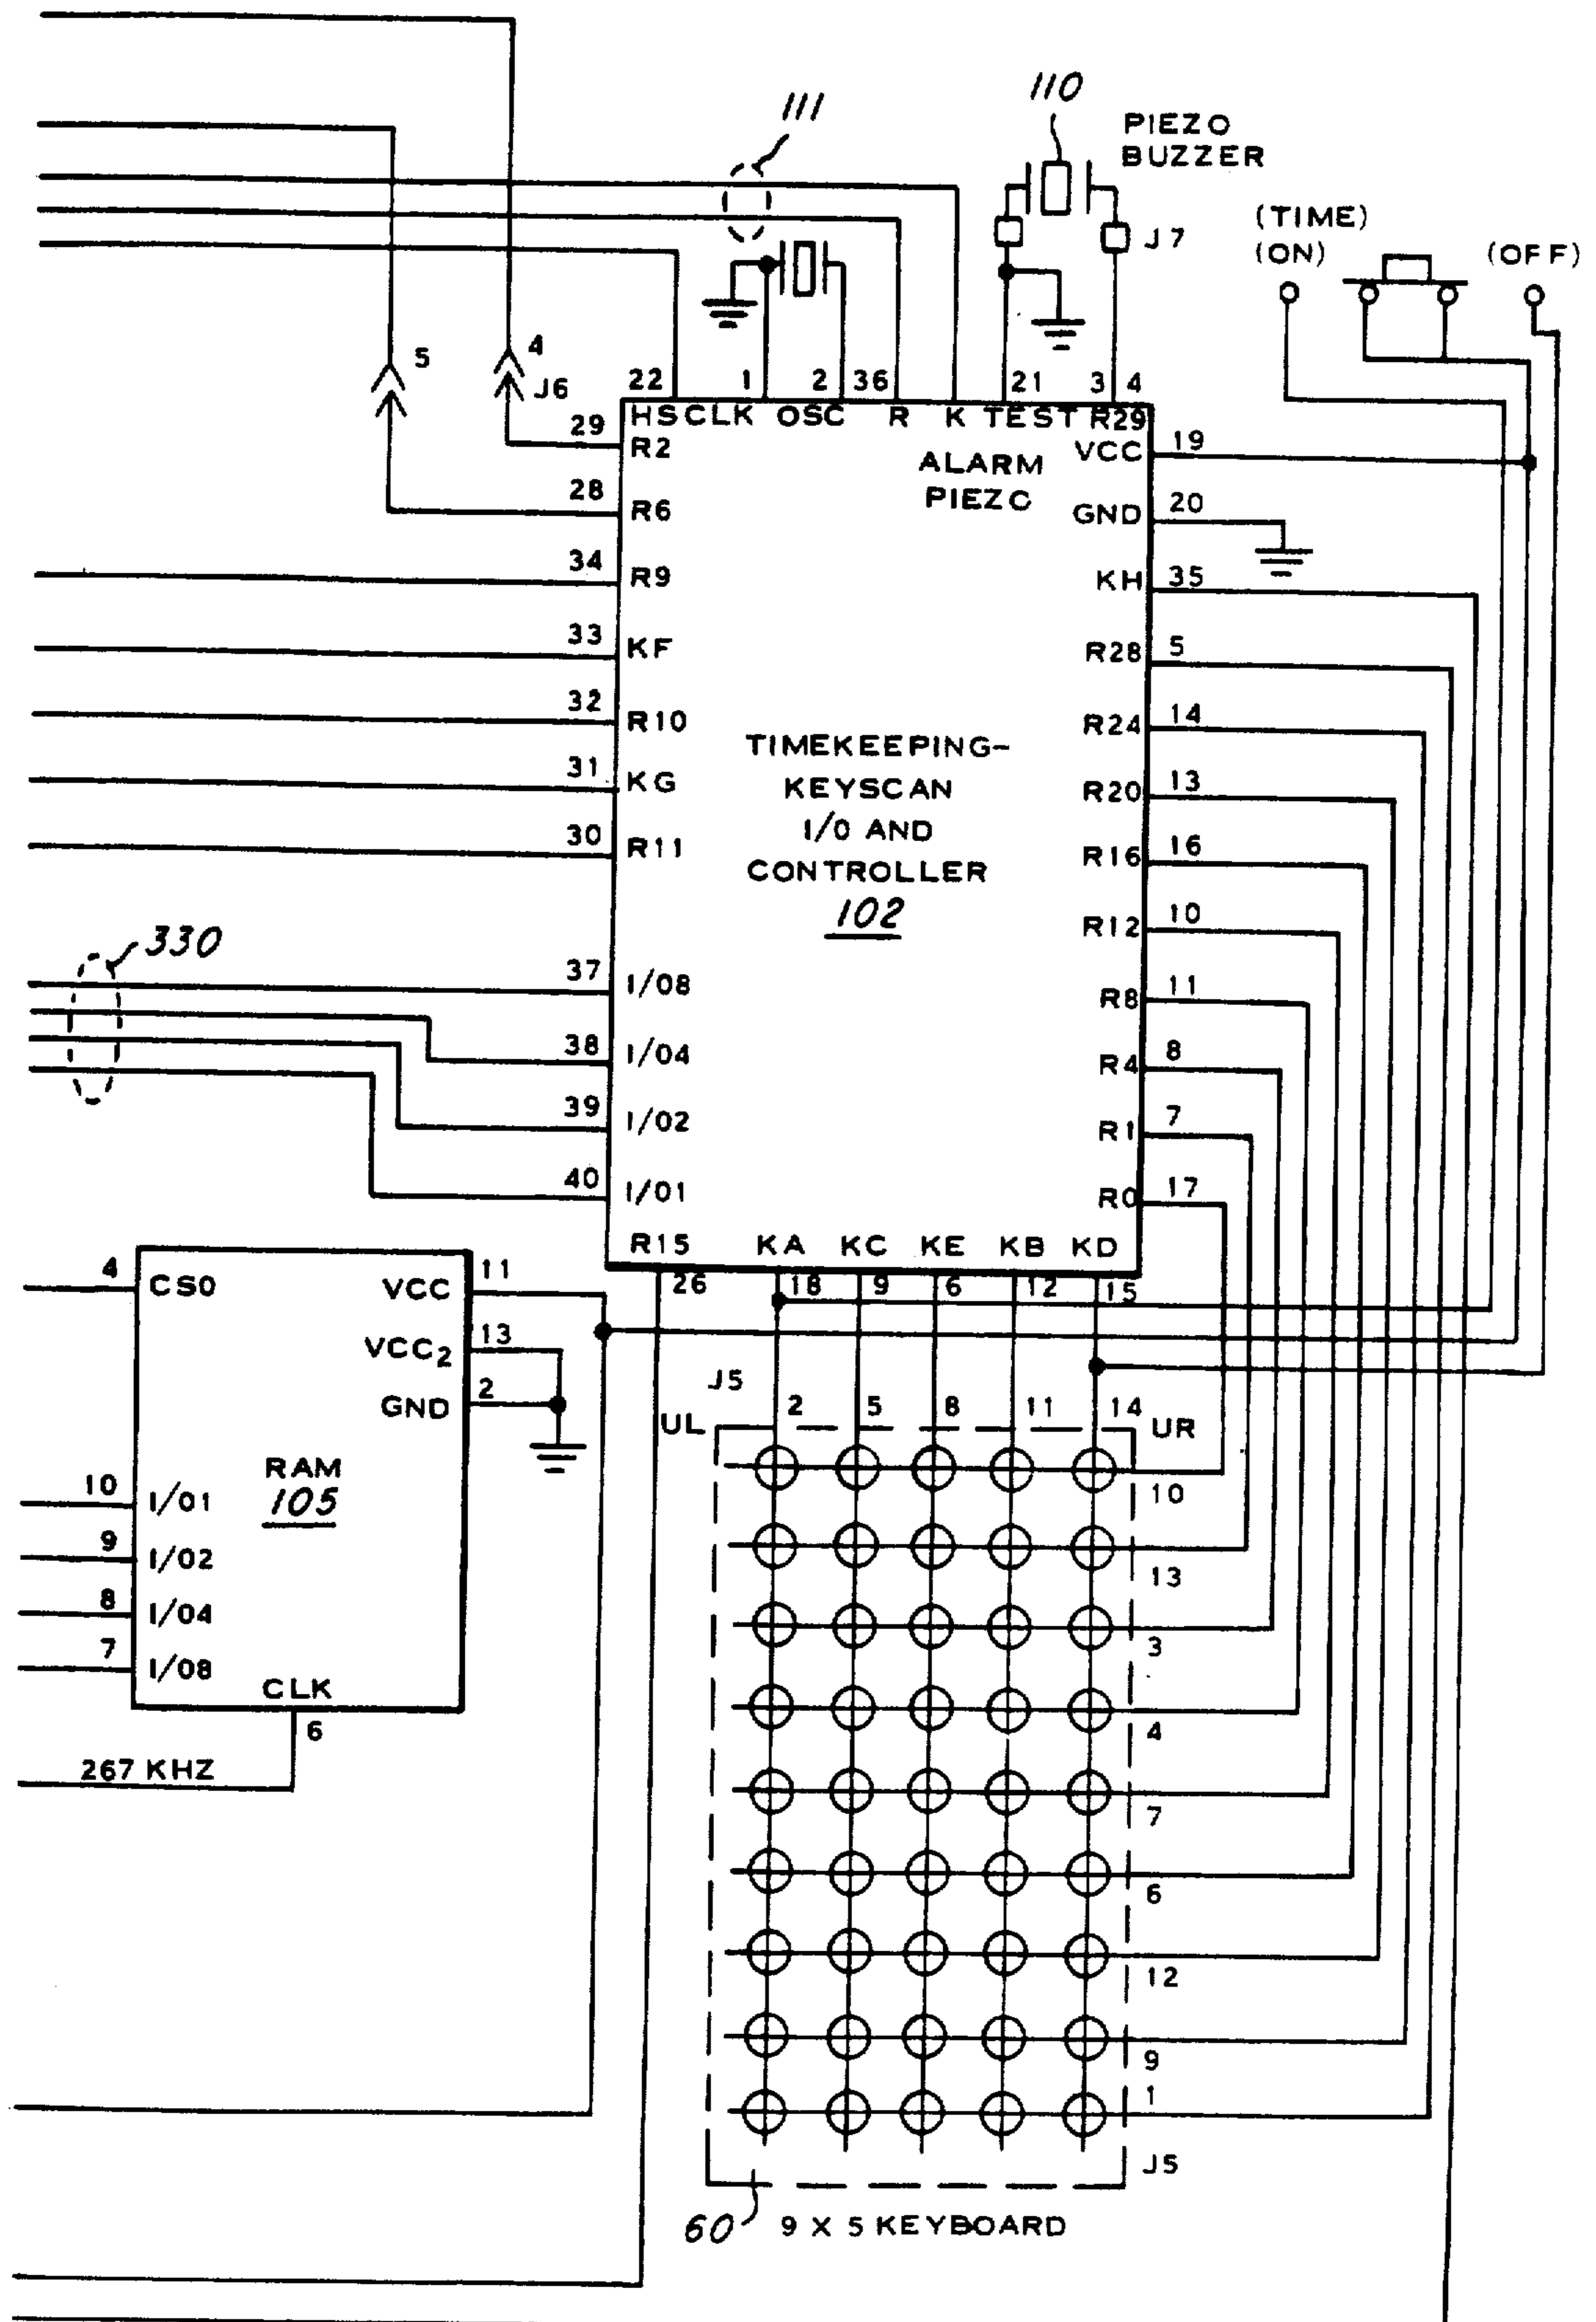 111
110
PIEZO
BUZZER
J7
(TIME)
(ON)
(OFF)
5
4
J6
22
1
2
36
21
3
4
HS
CLK
OSC
R
K
TEST
R29
29
R2
ALARM
PIEZO
VCC
19
28
R6
GND
20
34
R9
KH
35
33
KF
R28
5
32
R10
R24
14
TIMEKEEPING-
KEYSCAN
I/O AND
CONTROLLER
102
31
KG
R20
13
30
R11
R16
16
R12
10
330
37
I/08
R8
11
38
I/04
R4
8
39
I/02
R1
7
40
I/01
R0
17
R15
KA
KC
KE
KB
KD
26
18
9
6
12
15
4
CS0
VCC
11
VCC2
13
GND
2
RAM
105
10
I/01
9
I/02
8
I/04
7
I/08
CLK
6
267 KHZ
J5
UL
2
5
8
11
14
UR
10
13
3
4
7
6
12
9
1
J5
60
9 X 5 KEYBOARD